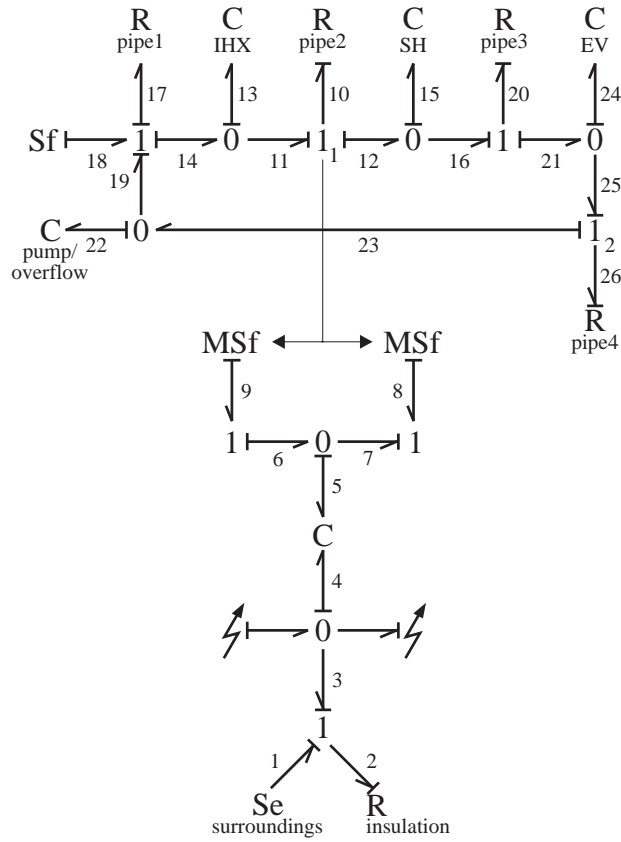 R C R C R C
pipe1 IHX pipe2 SH pipe3 EV
17 13 10 15 20 24
Sf 1 0 1 1 0 1 0
18 14 11 12 16 21
19 25
C 0 1 2
22 23
pump/
overflow
26
R
pipe4
MSf MSf
9 8
1 0 1
6 7
5
C
4
0
3
1
1 2
Se R
surroundings insulation